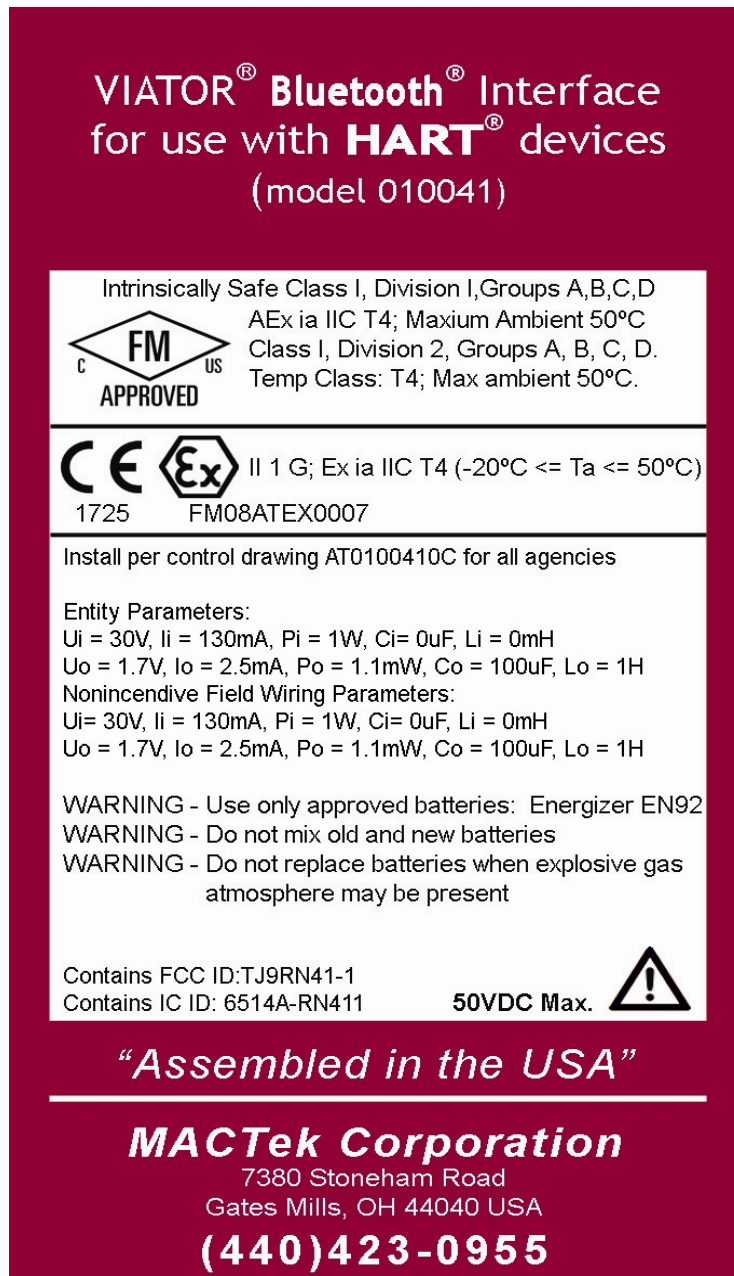 VIATOR® Bluetooth® Interface
for use with HART® devices
(model 010041)
Intrinsically Safe Class I, Division I,Groups A,B,C,D
AEx ia IIC T4; Maxium Ambient 50ºC
Class I, Division 2, Groups A, B, C, D.
Temp Class: T4; Max ambient 50ºC.
C FM US
APPROVED
CE Ex II 1 G; Ex ia IIC T4 (-20ºC <= Ta <= 50ºC)
1725 FM08ATEX0007
Install per control drawing AT0100410C for all agencies
Entity Parameters:
Ui = 30V, Ii = 130mA, Pi = 1W, Ci= 0uF, Li = 0mH
Uo = 1.7V, Io = 2.5mA, Po = 1.1mW, Co = 100uF, Lo = 1H
Nonincendive Field Wiring Parameters:
Ui= 30V, Ii = 130mA, Pi = 1W, Ci= 0uF, Li = 0mH
Uo = 1.7V, Io = 2.5mA, Po = 1.1mW, Co = 100uF, Lo = 1H
WARNING - Use only approved batteries: Energizer EN92
WARNING - Do not mix old and new batteries
WARNING - Do not replace batteries when explosive gas
atmosphere may be present
Contains FCC ID:TJ9RN41-1
Contains IC ID: 6514A-RN411 50VDC Max.
“Assembled in the USA”
MACTek Corporation
7380 Stoneham Road
Gates Mills, OH 44040 USA
(440)423-0955